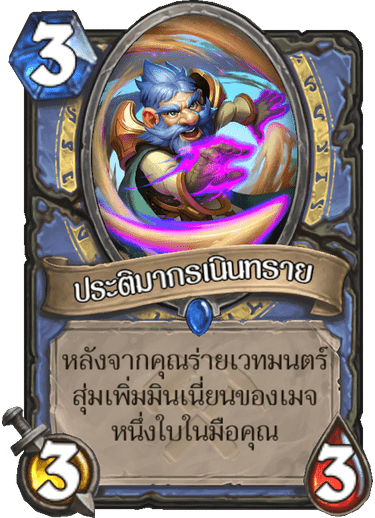 3
ประติมากรเนินทราย
หลังจากคุณร่ายเวทมนตร์
สุ่มเพิ่มมินเนี่ยนของเมจ
หนึ่งใบในมือคุณ
3
3